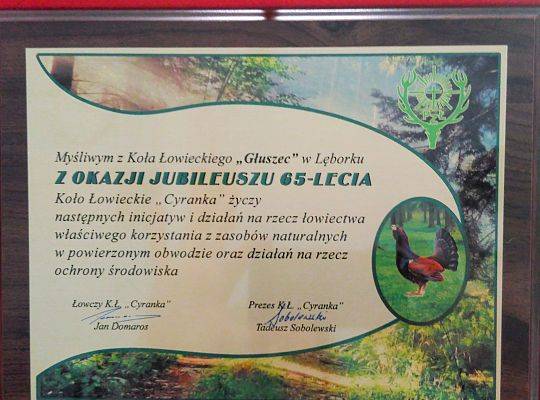 Myśliwym z Koła Łowieckiego „Głuszec" w Lęborku
Z OKAZJI JUBILEUSZU 65-LECIA
Koło Łowieckie „Cyranka" życzy
następnych inicjatyw i działań na rzecz łowiectwa
właściwego korzystania z zasobów naturalnych
w powierzonym obwodzie oraz działań na rzecz
ochrony środowiska
Łowczy K.Ł. „Cyranka"
Jan Domaros
Prezes K.Ł. „Cyranka"
Sobolewski
Tadeusz Sobolewski